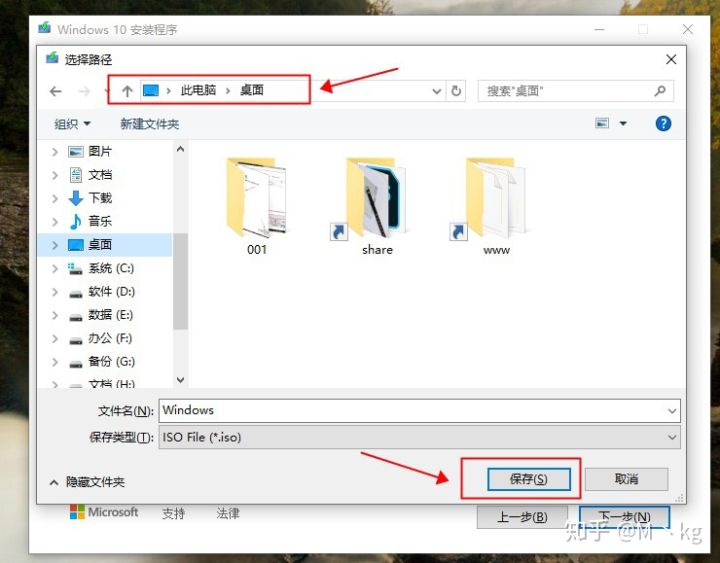 Windows 10 安装程序
选择路径
此电脑 › 桌面
搜索"桌面"
组织
新建文件夹
图片
文档
下载
音乐
桌面
系统 (C:)
软件 (D:)
数据 (E:)
办公 (F:)
备份 (G:)
文档 (H:)
001
share
www
文件名(N):
Windows
保存类型(T):
ISO File (*.iso)
隐藏文件夹
保存(S)
取消
Microsoft
支持
法律
上一步(B)
下一步(N)
知乎 @M丶kg